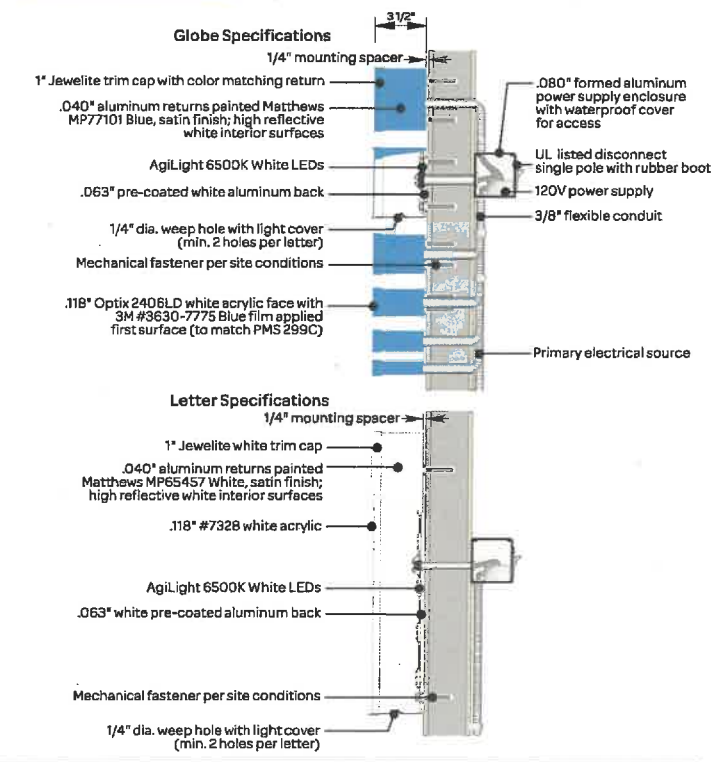 3 1/2"
Globe Specifications
1/4" mounting spacer
1" Jewelite trim cap with color matching return
.040" aluminum returns painted Matthews
MP77101 Blue, satin finish; high reflective
white interior surfaces
AgiLight 6500K White LEDs
.063" pre-coated white aluminum back
1/4" dia. weep hole with light cover
(min. 2 holes per letter)
Mechanical fastener per site conditions
.118" Optix 2406LD white acrylic face with
3M #3630-7775 Blue film applied
first surface (to match PMS 299C)
.080" formed aluminum
power supply enclosure
with waterproof cover
for access
UL listed disconnect
single pole with rubber boot
120V power supply
3/8" flexible conduit
Primary electrical source
Letter Specifications
1/4" mounting spacer
1" Jewelite white trim cap
.040" aluminum returns painted
Matthews MP65457 White, satin finish;
high reflective white interior surfaces
.118" #7328 white acrylic
AgiLight 6500K White LEDs
.063" white pre-coated aluminum back
Mechanical fastener per site conditions
1/4" dia. weep hole with light cover
(min. 2 holes per letter)